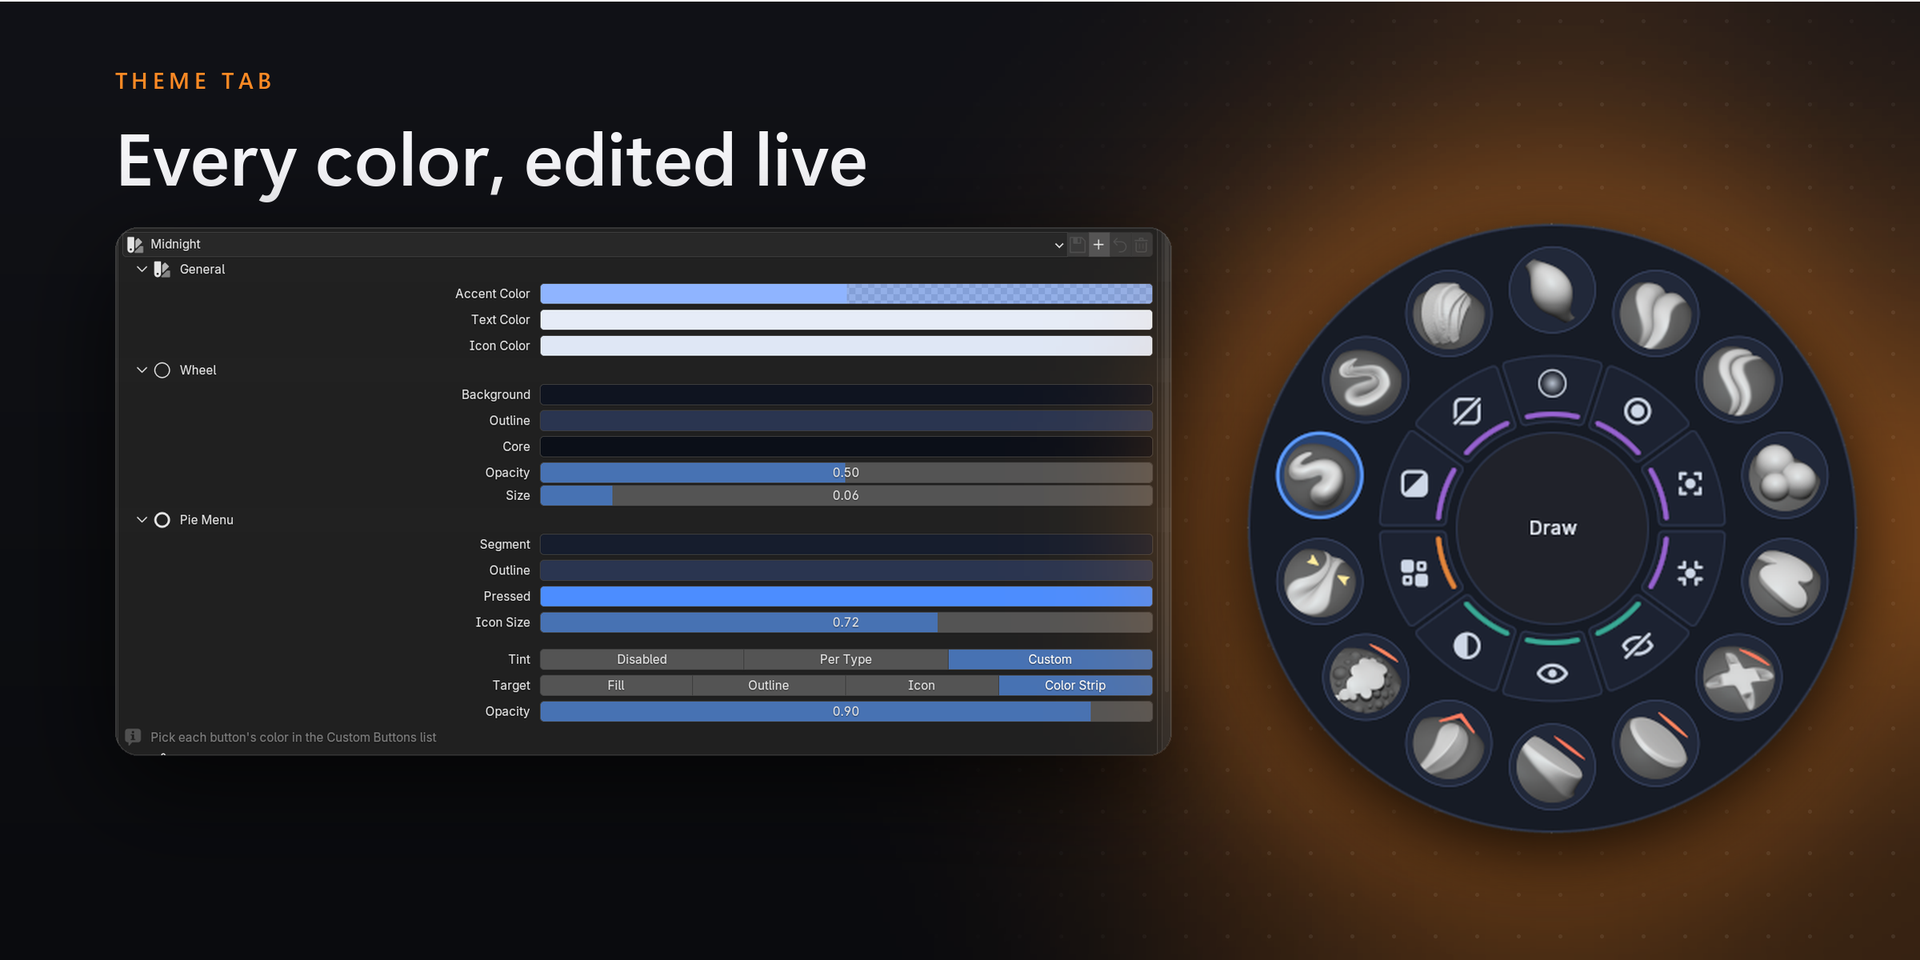 THEME TAB
Every color, edited live
Midnight
General
Accent Color
Text Color
Icon Color
Wheel
Background
Outline
Core
Opacity 0.50
Size 0.06
Pie Menu
Segment
Outline
Pressed
Icon Size 0.72
Tint Disabled Per Type Custom
Target Fill Outline Icon Color Strip
Opacity 0.90
Pick each button's color in the Custom Buttons list
Draw